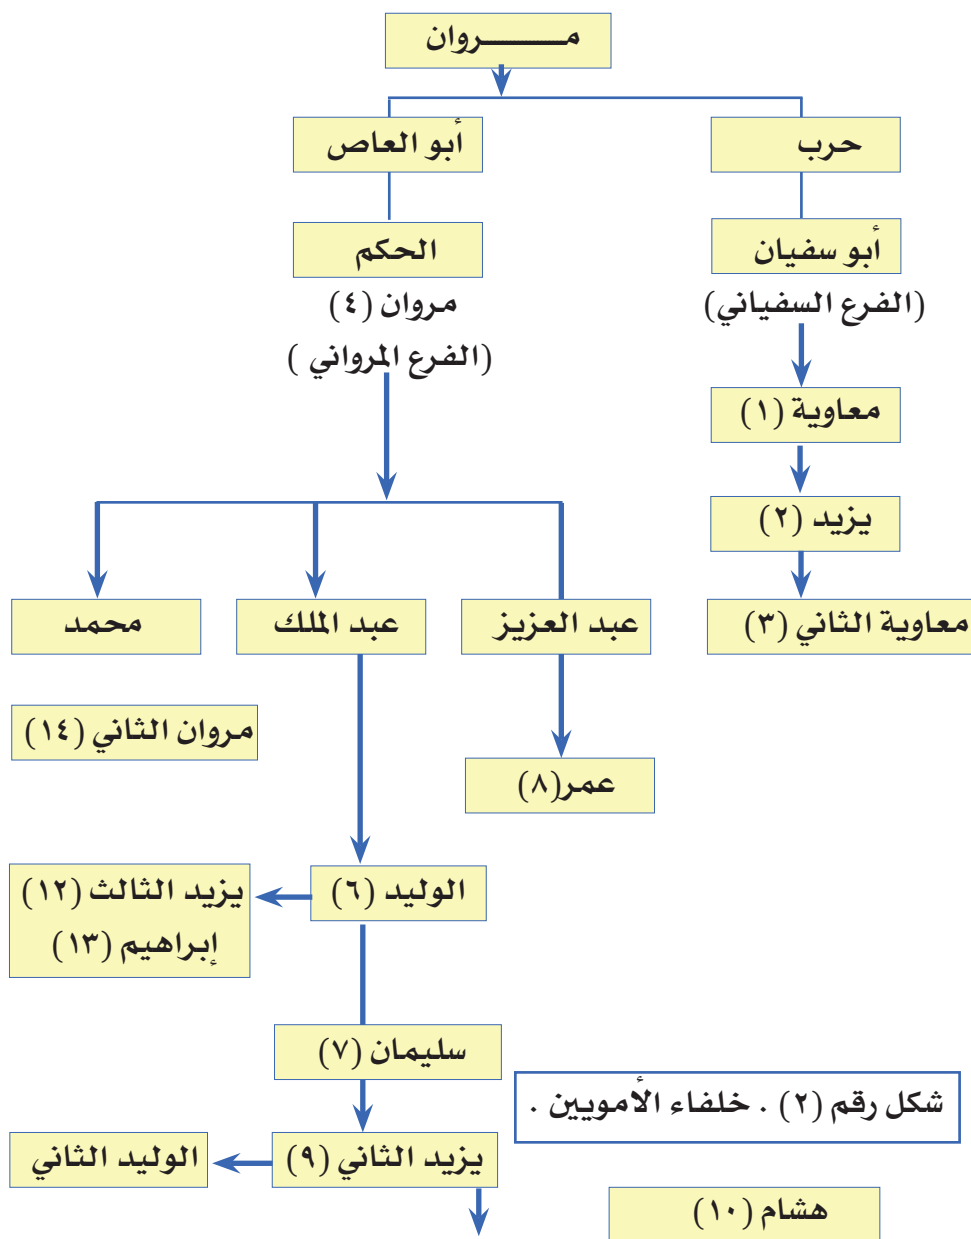 مروان
حرب
أبو العاص
أبو سفيان
الحكم
(الفرع السفياني)
مروان (٤)
(الفرع المرواني )
معاوية (١)
يزيد (٢)
معاوية الثاني (٣)
عبد العزيز
عبد الملك
محمد
مروان الثاني (١٤)
عمر(٨)
الوليد (٦)
يزيد الثالث (١٢)
إبراهيم (١٣)
سليمان (٧)
شكل رقم (٢) . خلفاء الأمويين .
يزيد الثاني (٩)
الوليد الثاني
هشام (١٠)